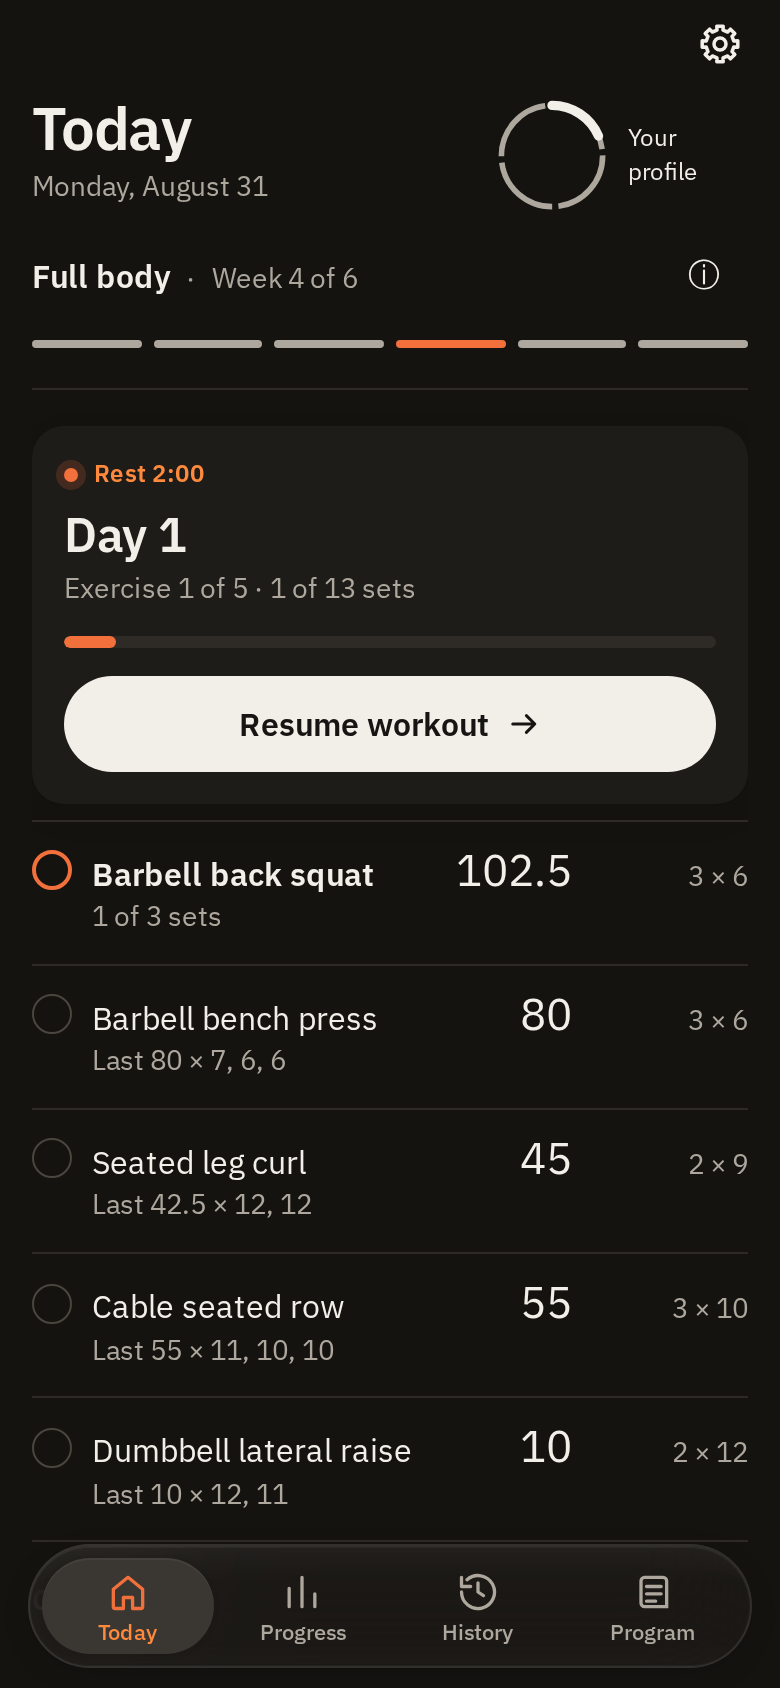 Today
Monday, August 31
Your
profile
Full body · Week 4 of 6
Rest 2:00
Day 1
Exercise 1 of 5 · 1 of 13 sets
Resume workout →
Barbell back squat 102.5 3 × 6
1 of 3 sets
Barbell bench press 80 3 × 6
Last 80 × 7, 6, 6
Seated leg curl 45 2 × 9
Last 42.5 × 12, 12
Cable seated row 55 3 × 10
Last 55 × 11, 10, 10
Dumbbell lateral raise 10 2 × 12
Last 10 × 12, 11
Today Progress History Program